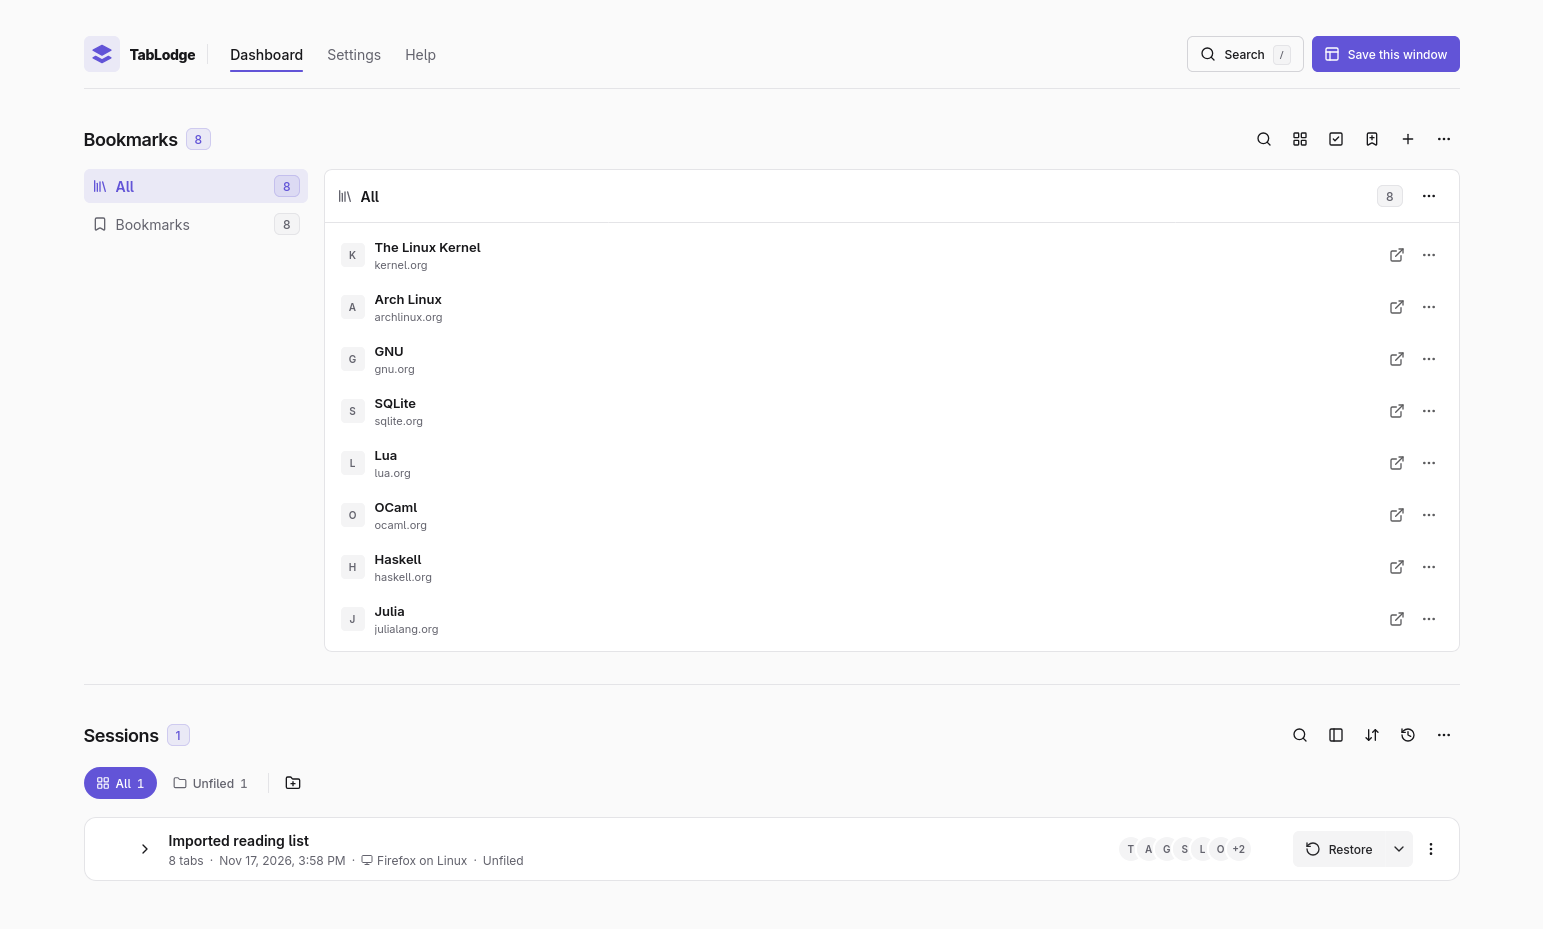 TabLodge
Dashboard
Settings
Help
Search /
Save this window
Bookmarks 8
All 8
Bookmarks 8
All 8
K
The Linux Kernel
kernel.org
A
Arch Linux
archlinux.org
G
GNU
gnu.org
S
SQLite
sqlite.org
L
Lua
lua.org
O
OCaml
ocaml.org
H
Haskell
haskell.org
J
Julia
julialang.org
Sessions 1
All 1
Unfiled 1
Imported reading list
8 tabs · Nov 17, 2026, 3:58 PM · Firefox on Linux · Unfiled
T A G S L O +2
Restore